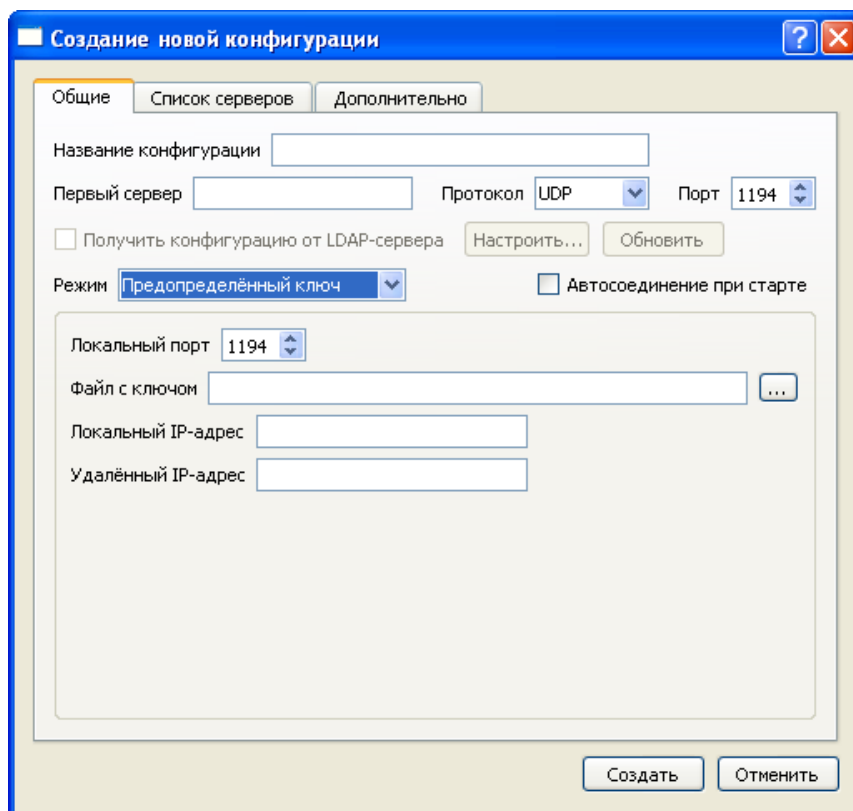 Создание новой конфигурации
Общие Список серверов Дополнительно
Название конфигурации
Первый сервер Протокол UDP Порт 1194
Получить конфигурацию от LDAP-сервера Настроить... Обновить
Режим Предопределённый ключ Автосоединение при старте
Локальный порт 1194
Файл с ключом ...
Локальный IP-адрес
Удалённый IP-адрес
Создать Отменить